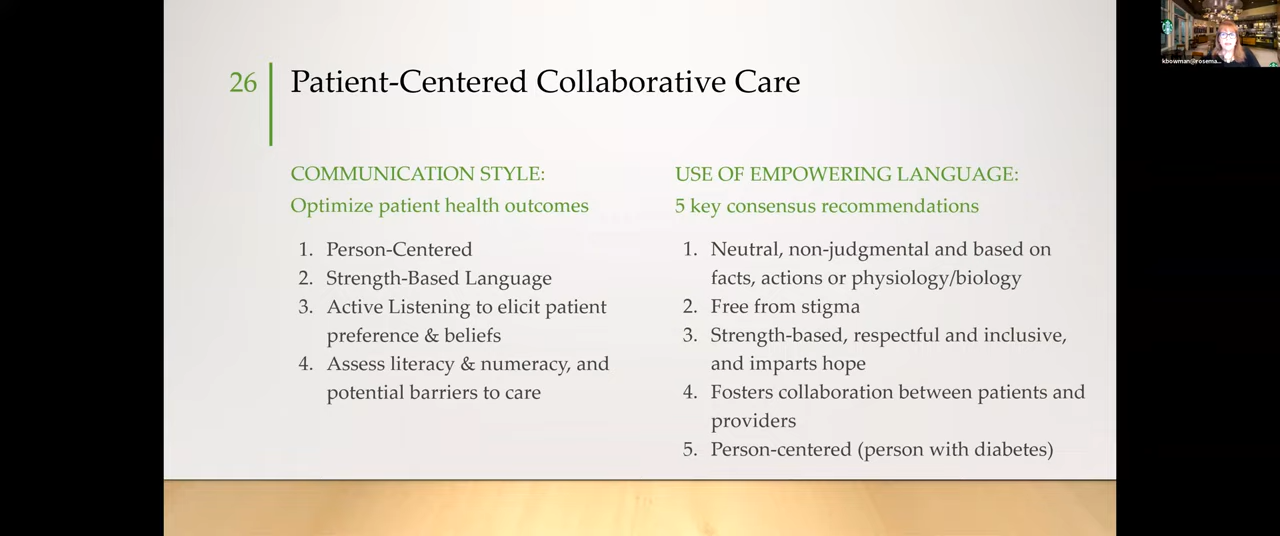 26
Patient-Centered Collaborative Care
COMMUNICATION STYLE:
Optimize patient health outcomes
1. Person-Centered
2. Strength-Based Language
3. Active Listening to elicit patient
preference & beliefs
4. Assess literacy & numeracy, and
potential barriers to care
USE OF EMPOWERING LANGUAGE:
5 key consensus recommendations
1. Neutral, non-judgmental and based on
facts, actions or physiology/biology
2. Free from stigma
3. Strength-based, respectful and inclusive,
and imparts hope
4. Fosters collaboration between patients and
providers
5. Person-centered (person with diabetes)
kbowman@rosema...